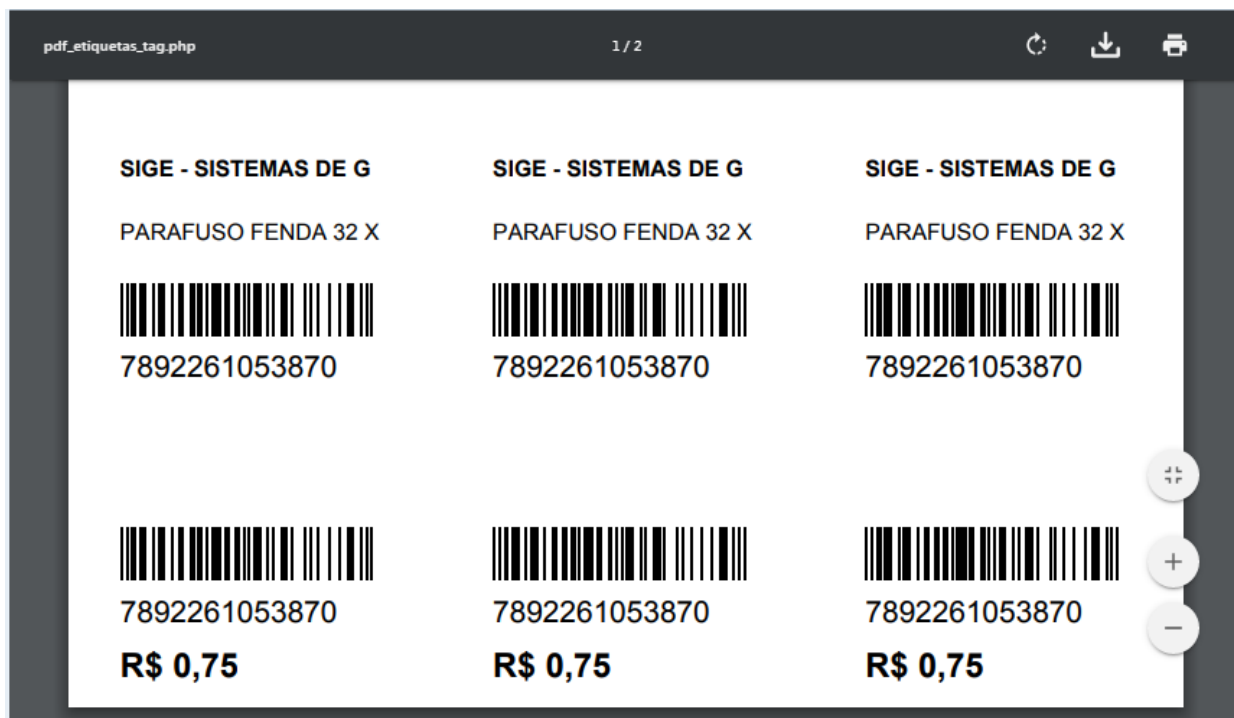 pdf_etiquetas_tag.php 1 / 2
SIGE - SISTEMAS DE G SIGE - SISTEMAS DE G SIGE - SISTEMAS DE G
PARAFUSO FENDA 32 X PARAFUSO FENDA 32 X PARAFUSO FENDA 32 X
7892261053870 7892261053870 7892261053870
7892261053870 7892261053870 7892261053870
R$ 0,75 R$ 0,75 R$ 0,75